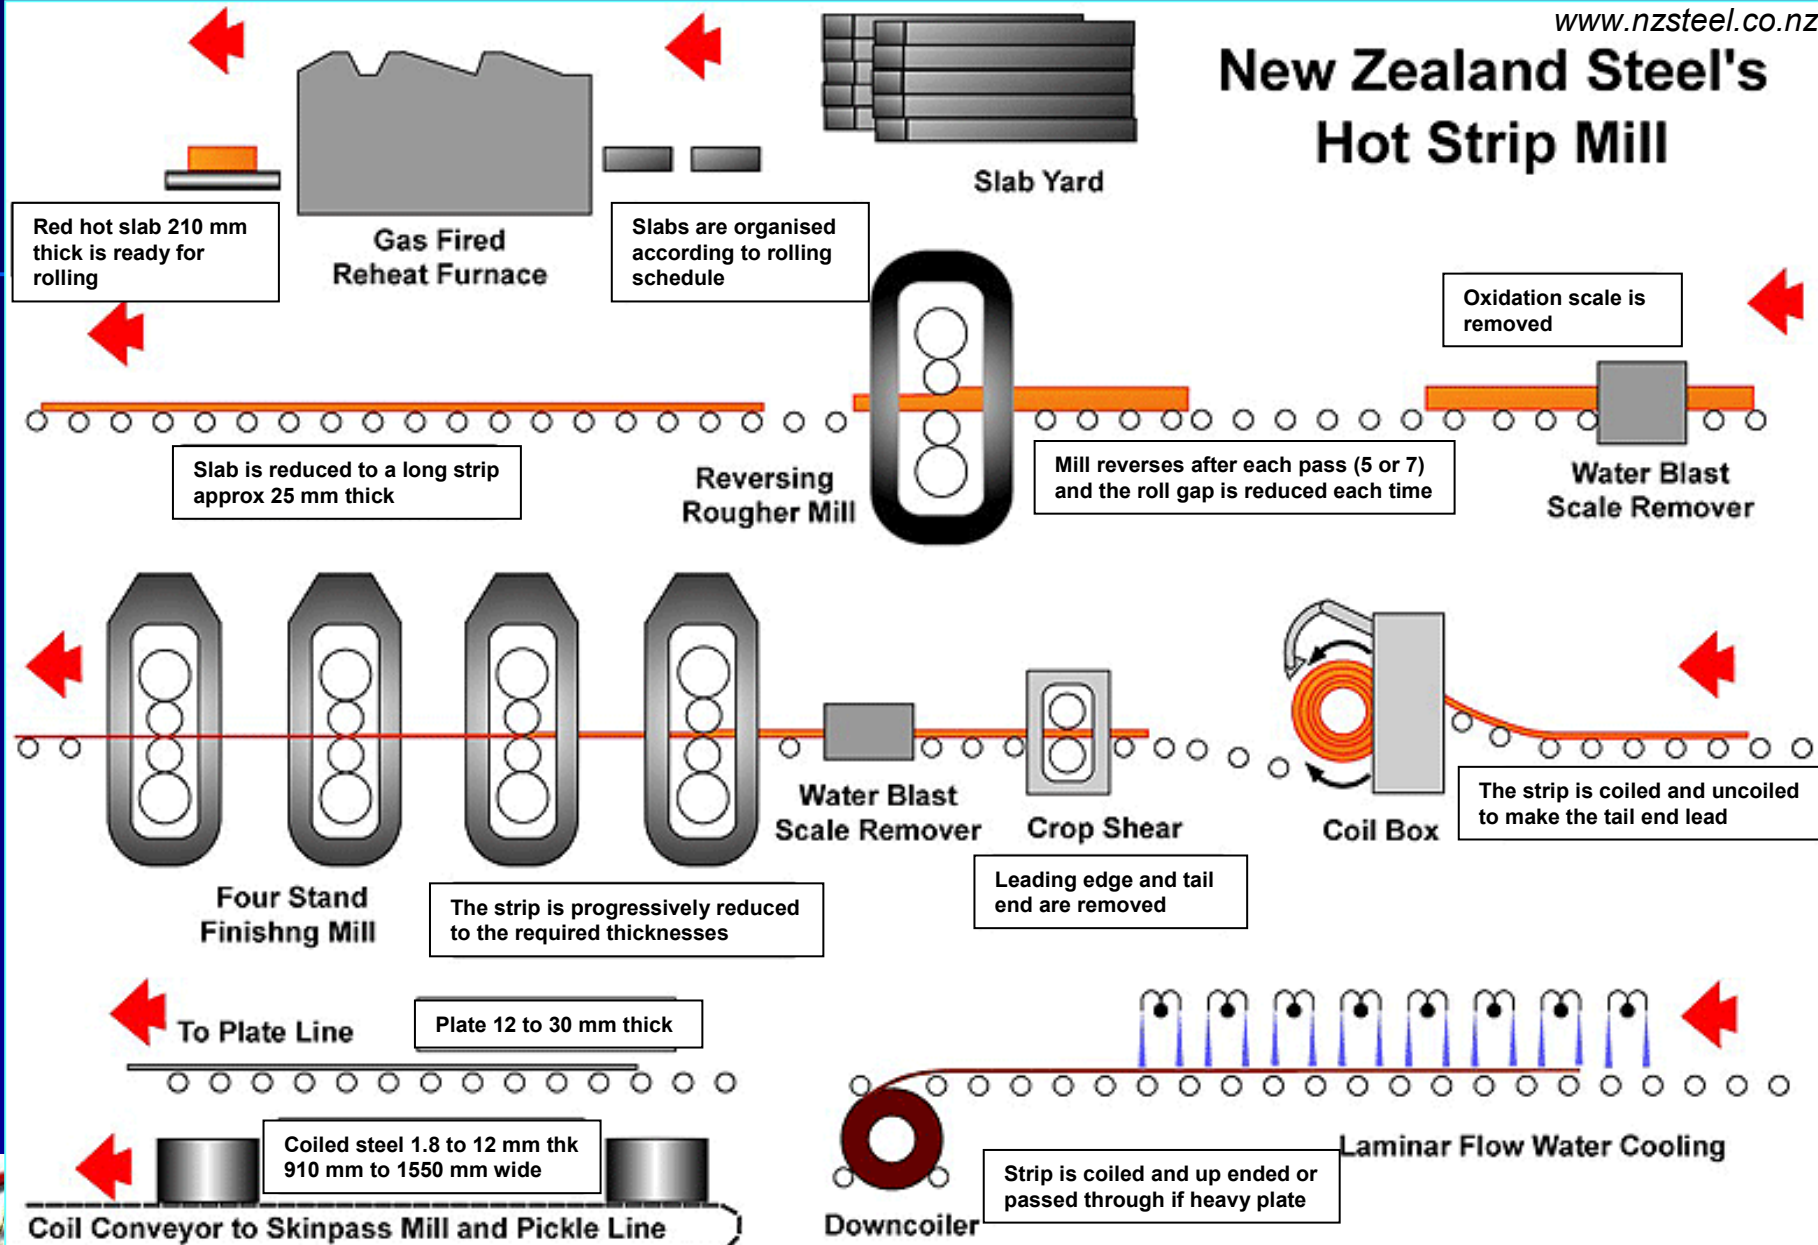 www.nzsteel.co.nz
New Zealand Steel's
Hot Strip Mill
Slab Yard
Red hot slab 210 mm
thick is ready for
rolling
Gas Fired
Reheat Furnace
Slabs are organised
according to rolling
schedule
Oxidation scale is
removed
Slab is reduced to a long strip
approx 25 mm thick
Reversing
Rougher Mill
Mill reverses after each pass (5 or 7)
and the roll gap is reduced each time
Water Blast
Scale Remover
Four Stand
Finishng Mill
The strip is progressively reduced
to the required thicknesses
Water Blast
Scale Remover
Crop Shear
Leading edge and tail
end are removed
Coil Box
The strip is coiled and uncoiled
to make the tail end lead
To Plate Line
Plate 12 to 30 mm thick
Coiled steel 1.8 to 12 mm thk
910 mm to 1550 mm wide
Coil Conveyor to Skinpass Mill and Pickle Line
Downcoiler
Strip is coiled and up ended or
passed through if heavy plate
Laminar Flow Water Cooling